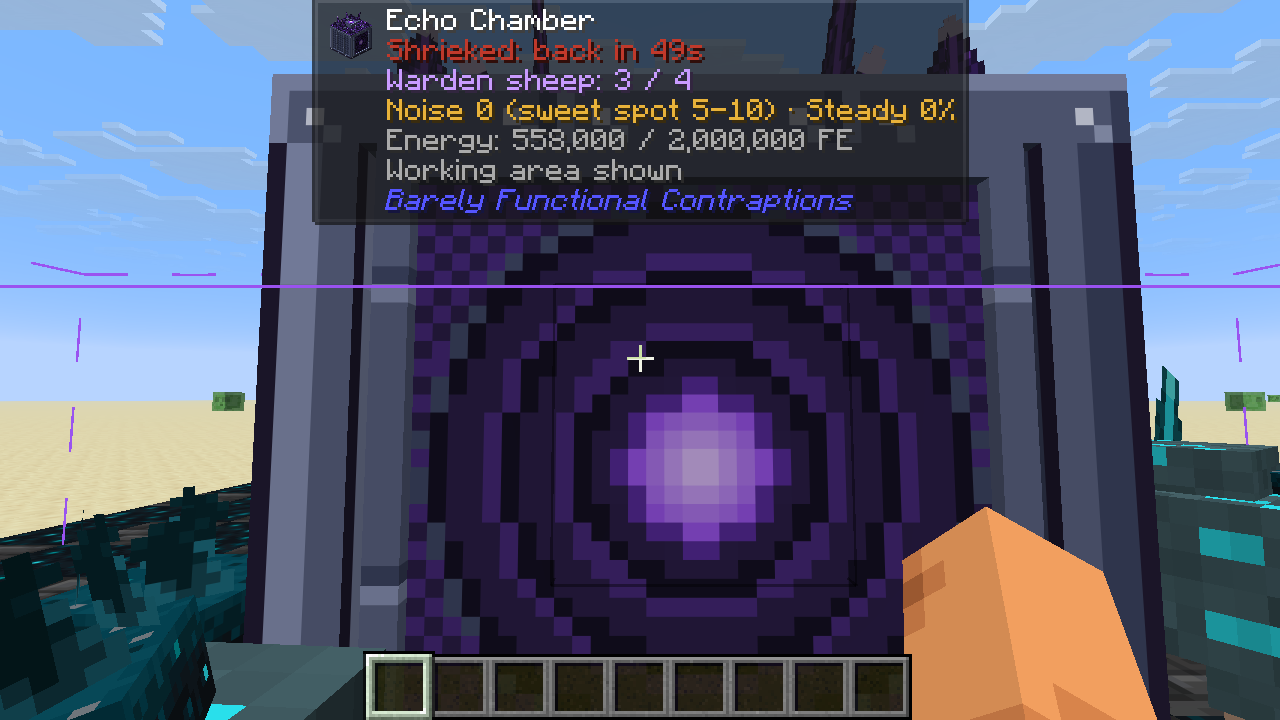 Echo Chamber
Shrieked: back in 49s
Warden sheep: 3 / 4
Noise 0 (sweet spot 5-10) · Steady 0%
Energy: 558,000 / 2,000,000 FE
Working area shown
Barely Functional Contraptions